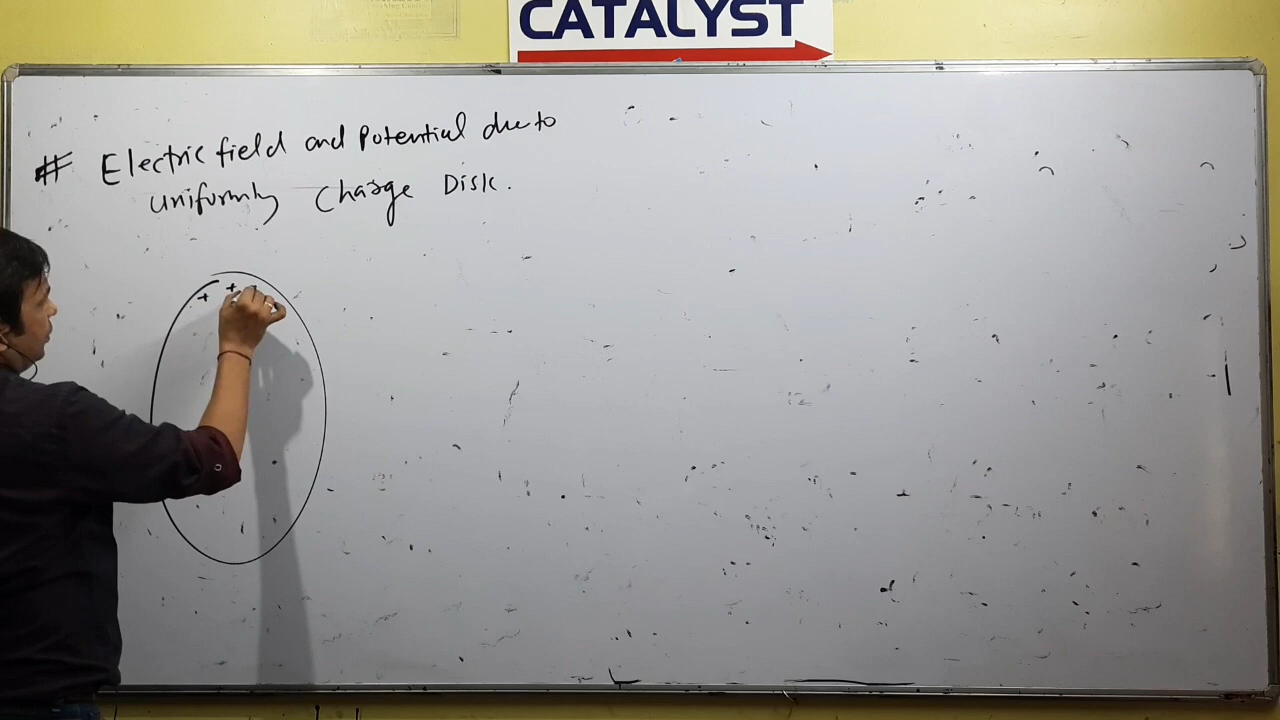 CATALYST
# Electric field and Potential due to
uniformly Charge Disk.
+ +